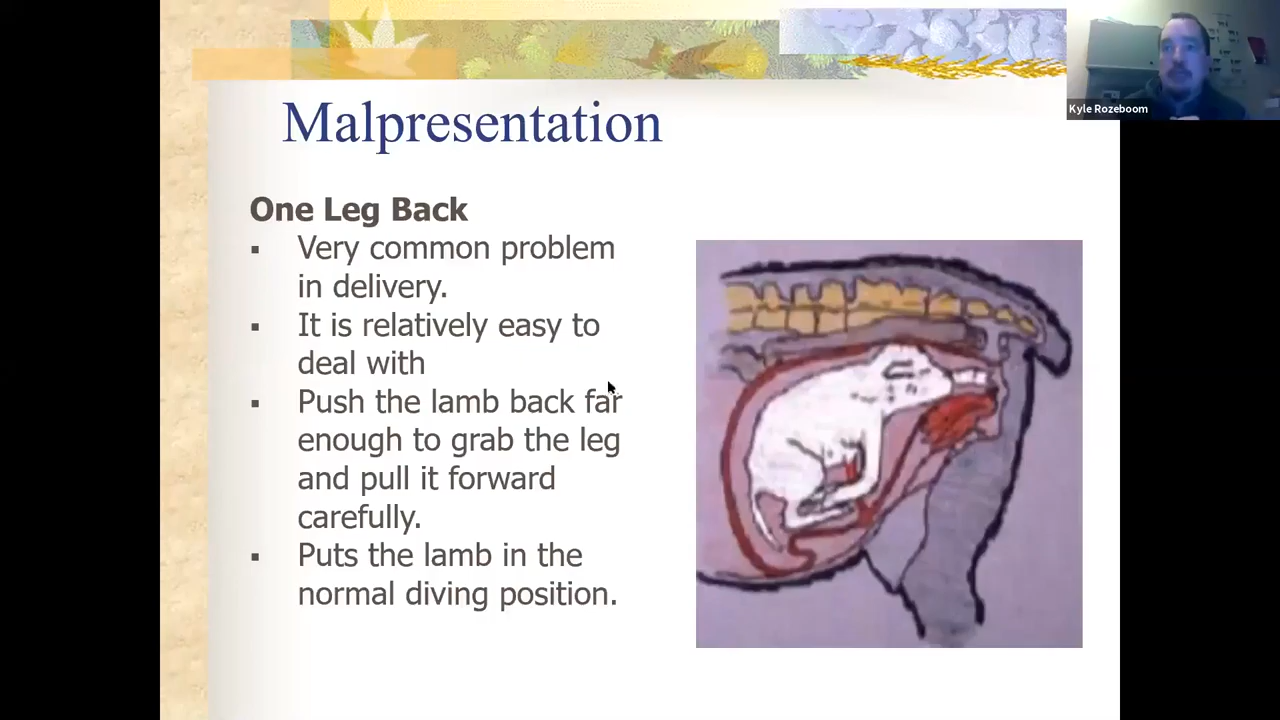 Kyle Rozeboom
Malpresentation
One Leg Back
▪ Very common problem
in delivery.
▪ It is relatively easy to
deal with
▪ Push the lamb back far
enough to grab the leg
and pull it forward
carefully.
▪ Puts the lamb in the
normal diving position.